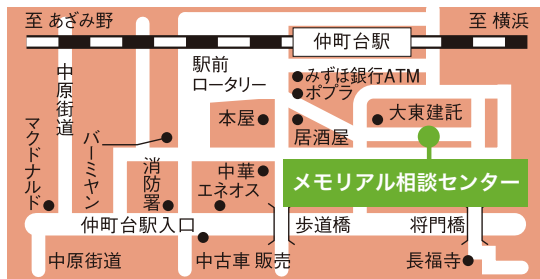 至 あざみ野
至 横浜
仲町台駅
駅前
ロータリー
みずほ銀行ATM
ポプラ
中原街道
大東建託
本屋
居酒屋
マクドナルド
バーミヤン
消防署
中華
エネオス
メモリアル相談センター
仲町台駅入口
歩道橋
将門橋
中原街道
中古車 販売
長福寺